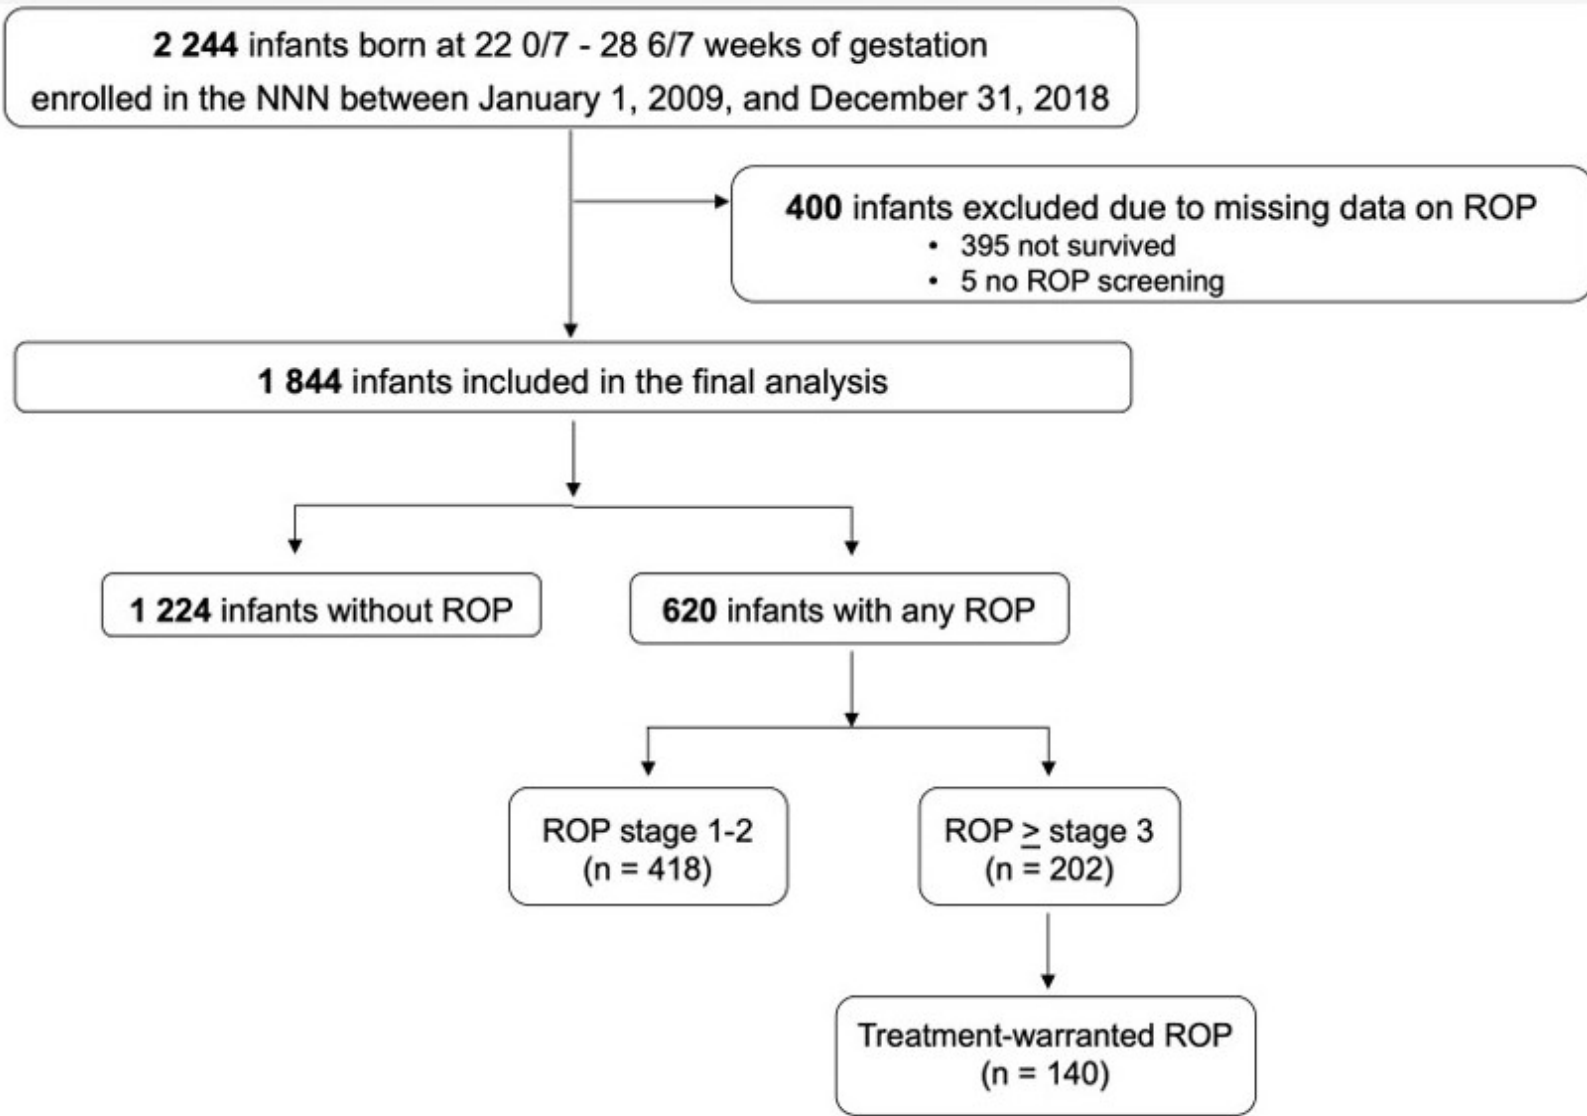 2 244 infants born at 22 0/7 - 28 6/7 weeks of gestation
enrolled in the NNN between January 1, 2009, and December 31, 2018
400 infants excluded due to missing data on ROP
• 395 not survived
• 5 no ROP screening
1 844 infants included in the final analysis
1 224 infants without ROP
620 infants with any ROP
ROP stage 1-2
(n = 418)
ROP ≥ stage 3
(n = 202)
Treatment-warranted ROP
(n = 140)